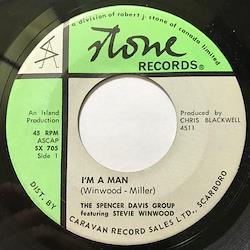 a division of robert j. stone of canada limited
stone
RECORDS®
An Island
Production
Produced by
CHRIS BLACKWELL
4511
45 RPM
ASCAP
SX 705
Side 1
I'M A MAN
(Winwood - Miller)
THE SPENCER DAVIS GROUP
featuring STEVIE WINWOOD
DIST. BY CARAVAN RECORD SALES LTD., SCARBORO